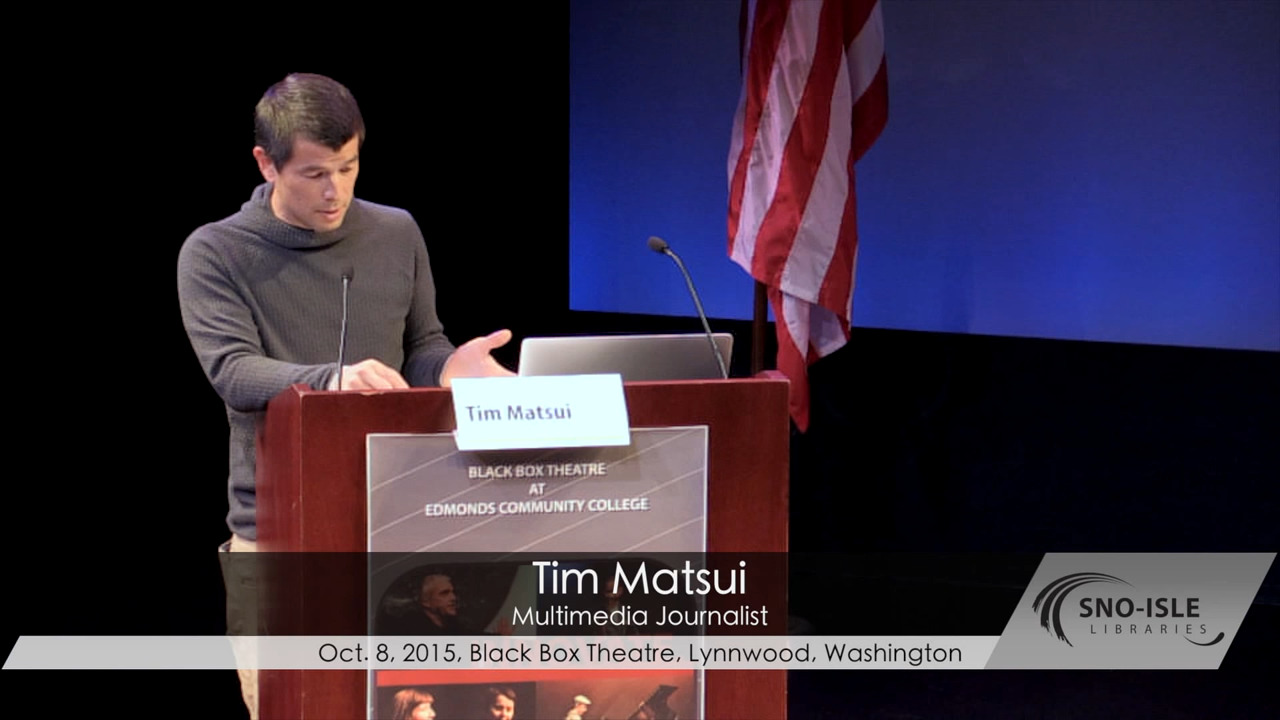 Tim Matsui
BLACK BOX THEATRE
AT
EDMONDS COMMUNITY COLLEGE
Tim Matsui
Multimedia Journalist
SNO-ISLE
LIBRARIES
Oct. 8, 2015, Black Box Theatre, Lynnwood, Washington